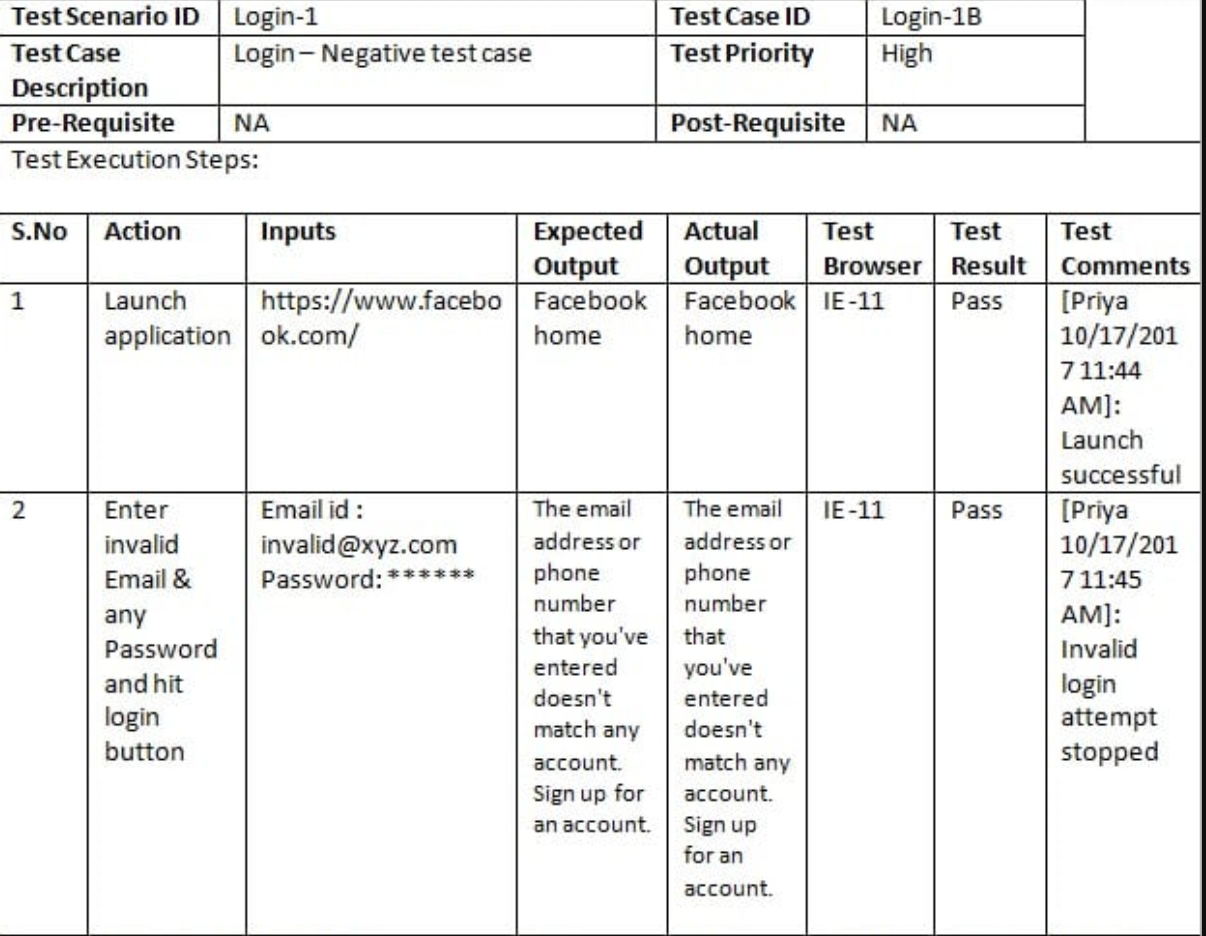 Test Scenario ID Login-1 Test Case ID Login-1B
Test Case Login – Negative test case Test Priority High
Description
Pre-Requisite NA Post-Requisite NA
Test Execution Steps:
S.No Action Inputs Expected Actual Test Test Test
Output Output Browser Result Comments
1 Launch https://www.facebo Facebook Facebook IE-11 Pass [Priya
application ok.com/ home home 10/17/201
7 11:44
AM]:
Launch
successful
2 Enter Email id : The email The email IE-11 Pass [Priya
invalid invalid@xyz.com address or address or 10/17/201
Email & Password: ****** phone phone 7 11:45
any number number AM]:
Password that you've that Invalid
and hit entered you've login
login doesn't entered attempt
button match any doesn't stopped
account. match any
Sign up for account.
an account. Sign up
for an
account.